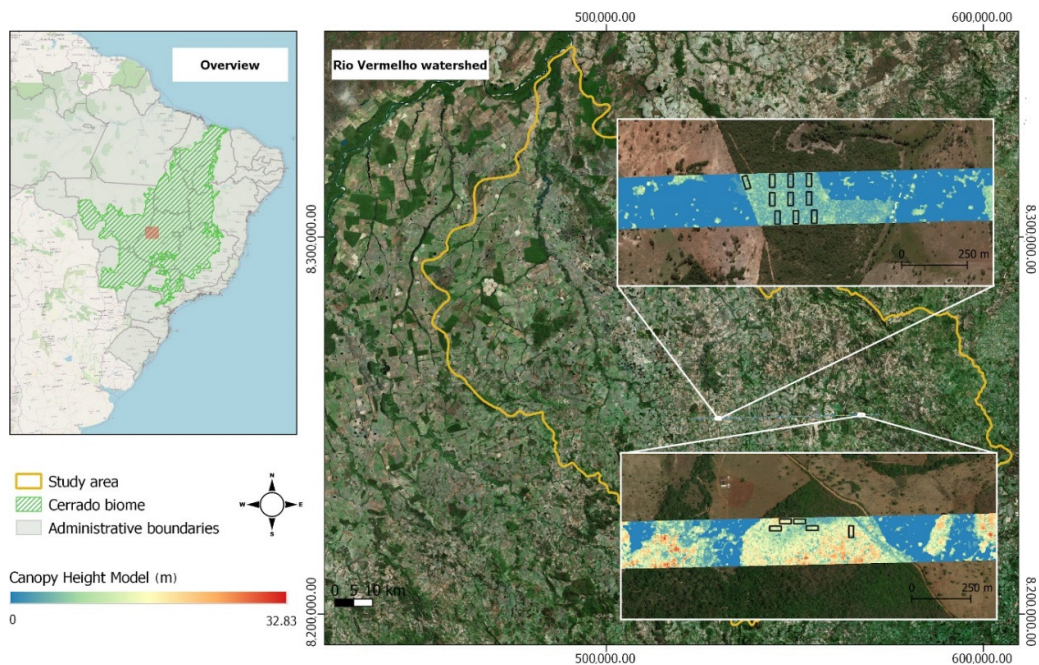 500,000.00
600,000.00
Overview
Rio Vermelho watershed
8.300,000.00
8.300,000.00
0
250 m
Study area
Cerrado biome
Administrative boundaries
N
W
E
S
Canopy Height Model (m)
0
32.83
0 5 10 km
0
250 m
8.200,000.00
8.200,000.00
500,000.00
600,000.00